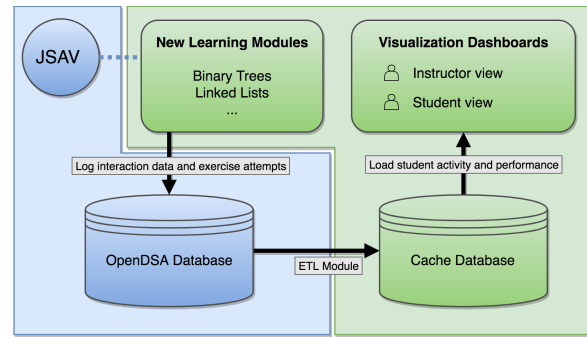 JSAV
New Learning Modules
Binary Trees
Linked Lists
...
Visualization Dashboards
Instructor view
Student view
Log interaction data and exercise attempts
Load student activity and performance
OpenDSA Database
ETL Module
Cache Database